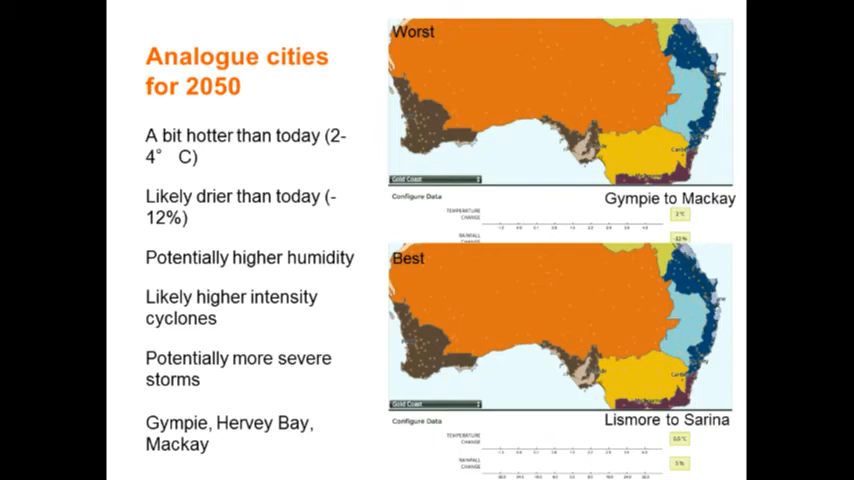 Analogue cities
for 2050
A bit hotter than today (2-
4° C)
Likely drier than today (-
12%)
Potentially higher humidity
Likely higher intensity
cyclones
Potentially more severe
storms
Gympie, Hervey Bay,
Mackay
Worst
Gold Coast
Gympie to Mackay
Configure Data
TEMPERATURE
CHANGE
2 °C
RAINFALL
-12 %
Best
Gold Coast
Lismore to Sarina
Configure Data
TEMPERATURE
CHANGE
RAINFALL
CHANGE
5 %